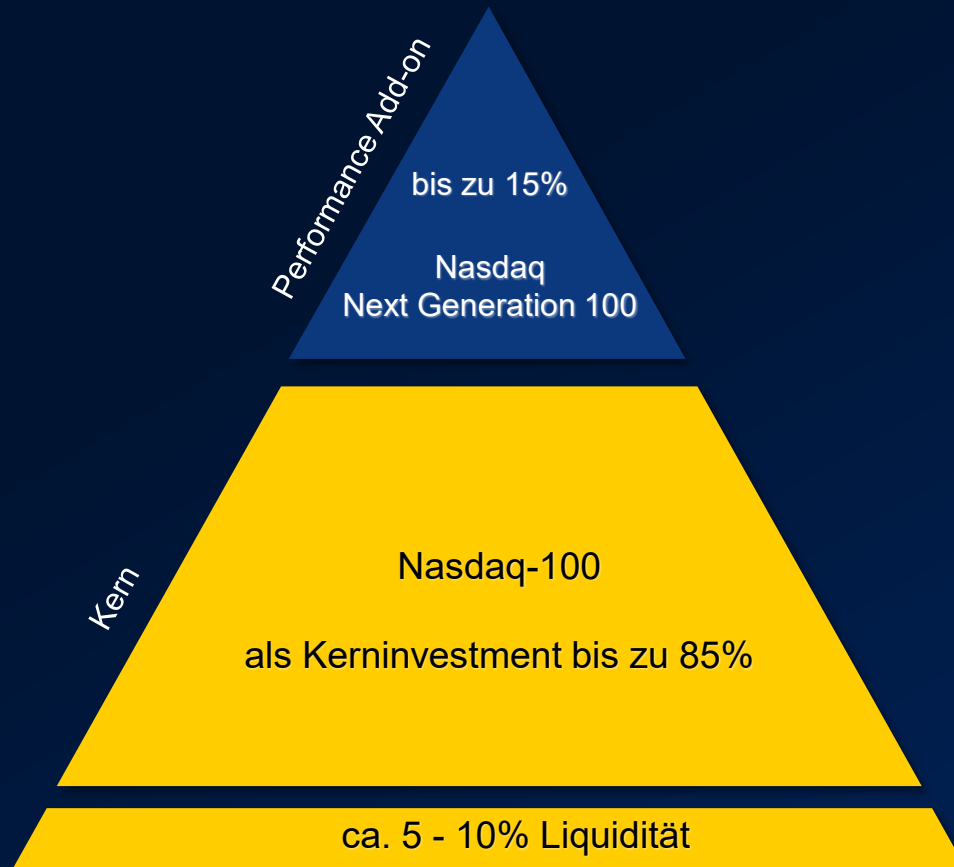 Performance Add-on
bis zu 15%
Nasdaq
Next Generation 100
Kern
Nasdaq-100
als Kerninvestment bis zu 85%
ca. 5 - 10% Liquidität